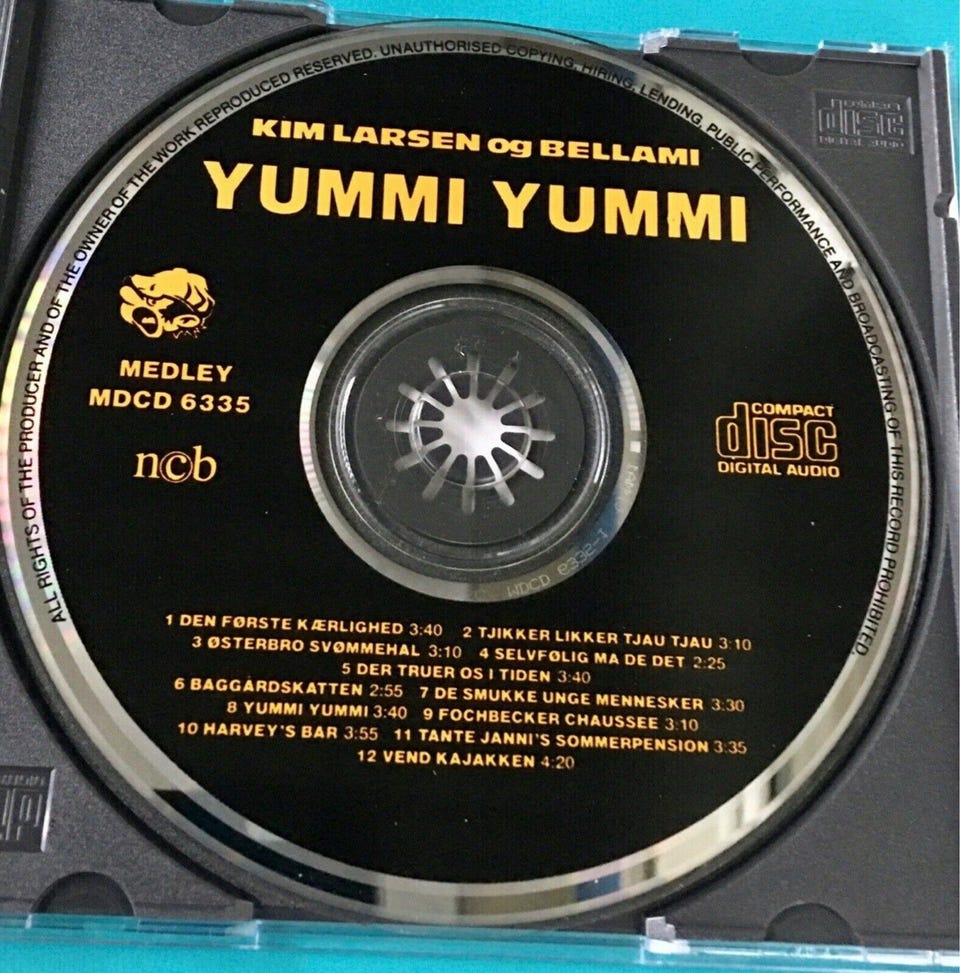 ALL RIGHTS OF THE PRODUCER AND OF THE OWNER OF THE WORK REPRODUCED RESERVED. UNAUTHORISED COPYING, HIRING, LENDING, PUBLIC PERFORMANCE AND BROADCASTING OF THIS RECORD PROHIBITED.
KIM LARSEN og BELLAMI
YUMMI YUMMI
MEDLEY
MDCD 6335
ncb
COMPACT
disc
DIGITAL AUDIO
1 DEN FØRSTE KÆRLIGHED 3:40 2 TJIKKER LIKKER TJAU TJAU 3:10
3 ØSTERBRO SVØMMEHAL 3:10 4 SELVFØLIG MA DE DET 2:25
5 DER TRUER OS I TIDEN 3:40
6 BAGGÅRDSKATTEN 2:55 7 DE SMUKKE UNGE MENNESKER 3:30
8 YUMMI YUMMI 3:40 9 FOCHBECKER CHAUSSEE 3:10
10 HARVEY'S BAR 3:55 11 TANTE JANNI'S SOMMERPENSION 3:35
12 VEND KAJAKKEN 4:20
disc
DIGITAL AUDIO